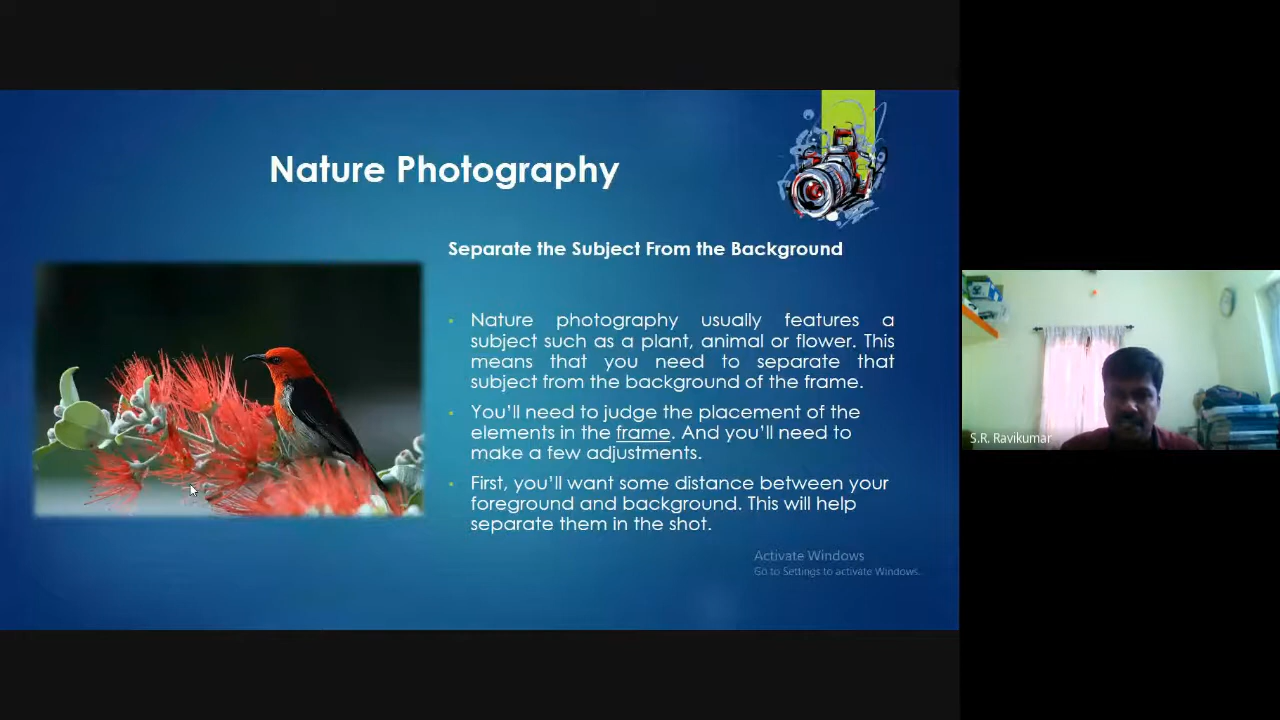 Nature Photography
Separate the Subject From the Background
Nature photography usually features a
subject such as a plant, animal or flower. This
means that you need to separate that
subject from the background of the frame.
You'll need to judge the placement of the
elements in the frame. And you'll need to
make a few adjustments.
First, you'll want some distance between your
foreground and background. This will help
separate them in the shot.
Activate Windows
Go to Settings to activate Windows.
S.R. Ravikumar